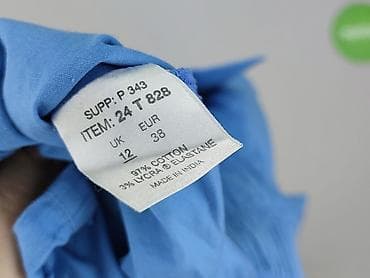 SUPP: P 343
ITEM: 24 T 828
UK EUR
12 38
97% COTTON
3% LYCRA ® ELASTANE
MADE IN INDIA